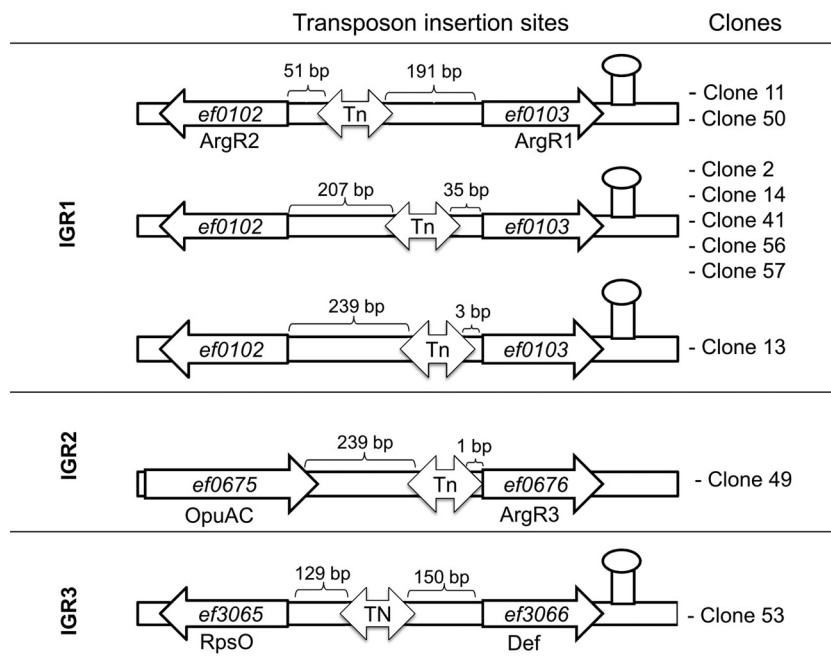 Transposon insertion sites Clones
IGR1
51 bp 191 bp
ef0102 Tn ef0103
ArgR2 ArgR1
- Clone 11
- Clone 50
207 bp 35 bp
ef0102 Tn ef0103
- Clone 2
- Clone 14
- Clone 41
- Clone 56
- Clone 57
239 bp 3 bp
ef0102 Tn ef0103
- Clone 13
IGR2
239 bp 1 bp
ef0675 Tn ef0676
OpuAC ArgR3
- Clone 49
IGR3
129 bp 150 bp
ef3065 TN ef3066
RpsO Def
- Clone 53